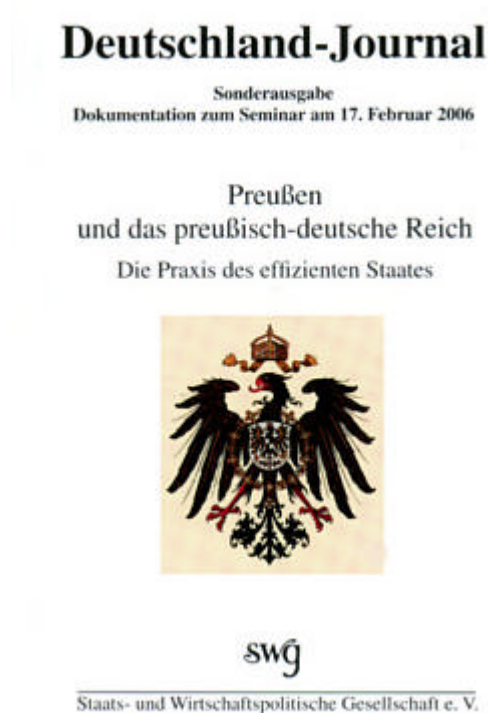 Deutschland-Journal
Sonderausgabe
Dokumentation zum Seminar am 17. Februar 2006
Preußen
und das preußisch-deutsche Reich
Die Praxis des effizienten Staates
swg
Staats- und Wirtschaftspolitische Gesellschaft e. V.